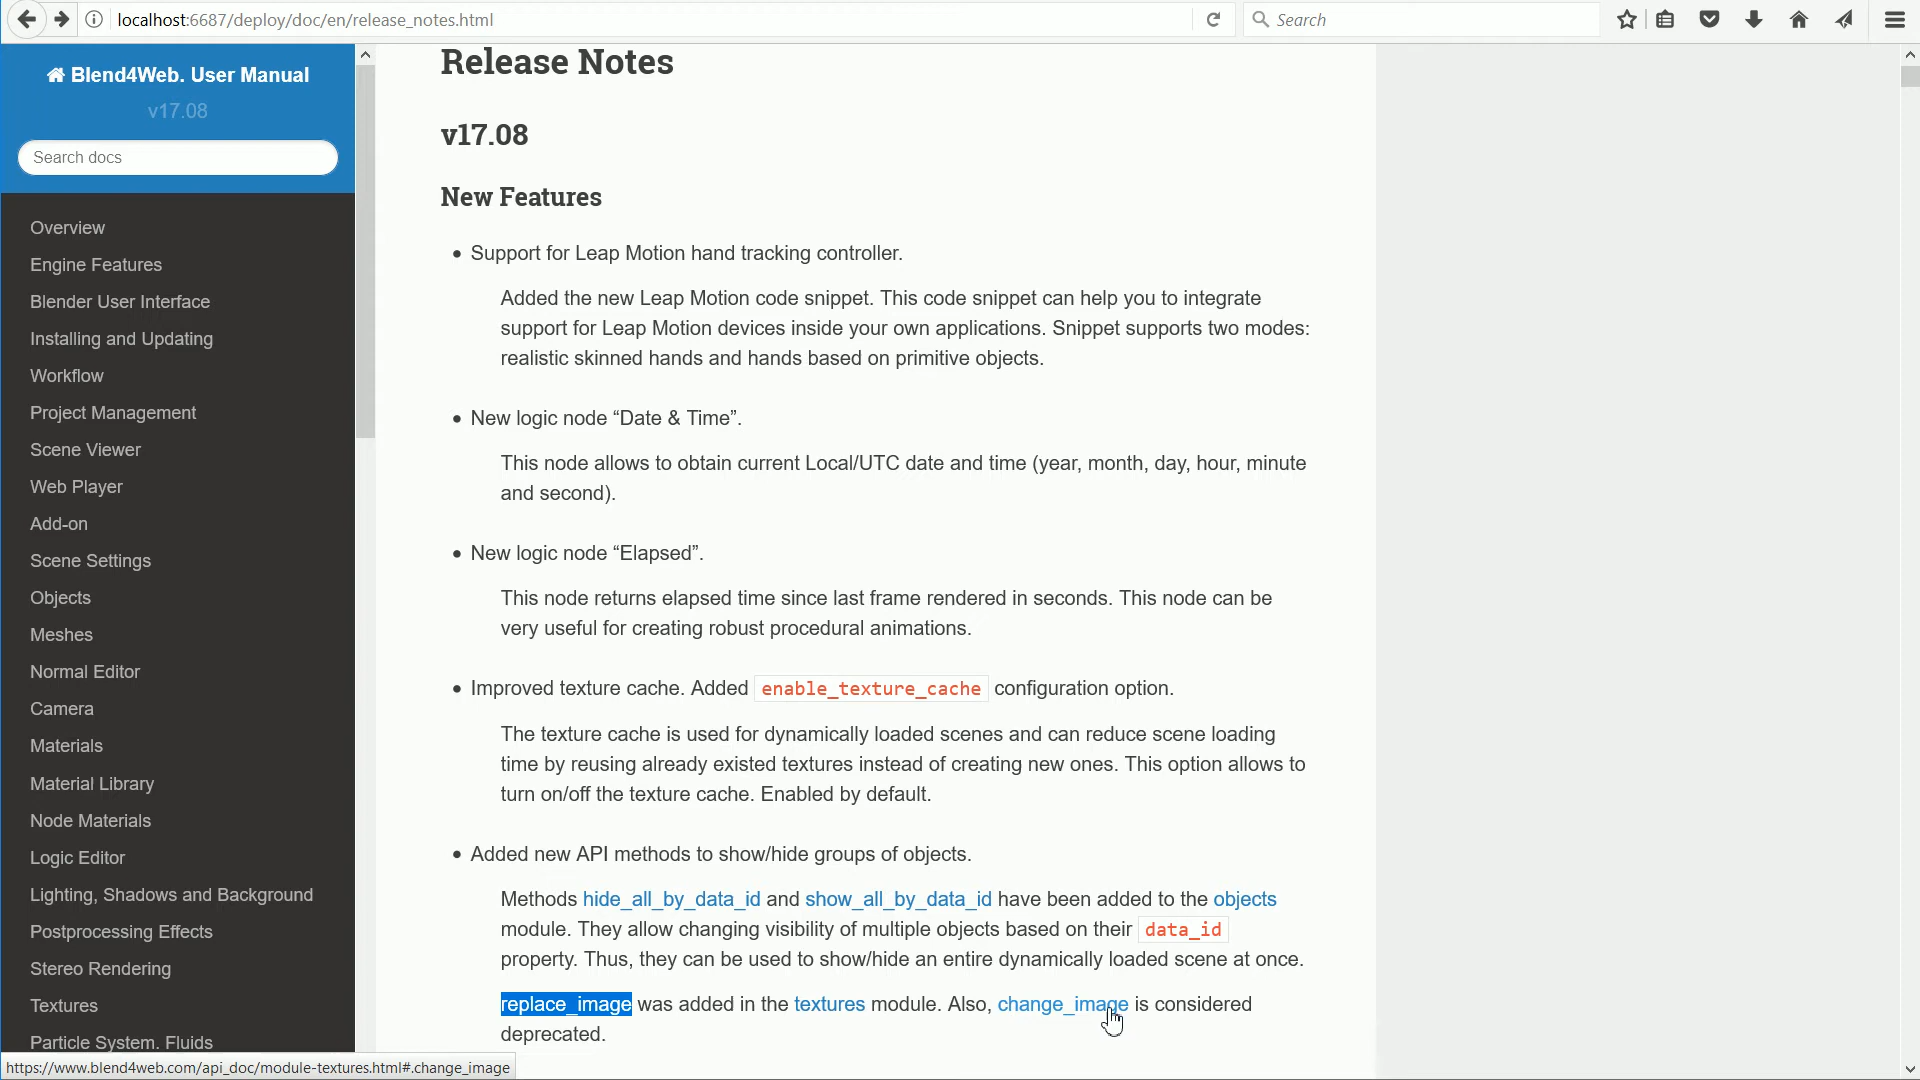 localhost:6687/deploy/doc/en/release_notes.html
Search
Blend4Web. User Manual
v17.08
Search docs
Overview
Engine Features
Blender User Interface
Installing and Updating
Workflow
Project Management
Scene Viewer
Web Player
Add-on
Scene Settings
Objects
Meshes
Normal Editor
Camera
Materials
Material Library
Node Materials
Logic Editor
Lighting, Shadows and Background
Postprocessing Effects
Stereo Rendering
Textures
Particle System. Fluids
Release Notes
v17.08
New Features
• Support for Leap Motion hand tracking controller.
Added the new Leap Motion code snippet. This code snippet can help you to integrate
support for Leap Motion devices inside your own applications. Snippet supports two modes:
realistic skinned hands and hands based on primitive objects.
• New logic node “Date & Time”.
This node allows to obtain current Local/UTC date and time (year, month, day, hour, minute
and second).
• New logic node “Elapsed”.
This node returns elapsed time since last frame rendered in seconds. This node can be
very useful for creating robust procedural animations.
• Improved texture cache. Added enable_texture_cache configuration option.
The texture cache is used for dynamically loaded scenes and can reduce scene loading
time by reusing already existed textures instead of creating new ones. This option allows to
turn on/off the texture cache. Enabled by default.
• Added new API methods to show/hide groups of objects.
Methods hide_all_by_data_id and show_all_by_data_id have been added to the objects
module. They allow changing visibility of multiple objects based on their data_id
property. Thus, they can be used to show/hide an entire dynamically loaded scene at once.
replace_image was added in the textures module. Also, change_image is considered
deprecated.
https://www.blend4web.com/api_doc/module-textures.html#.change_image